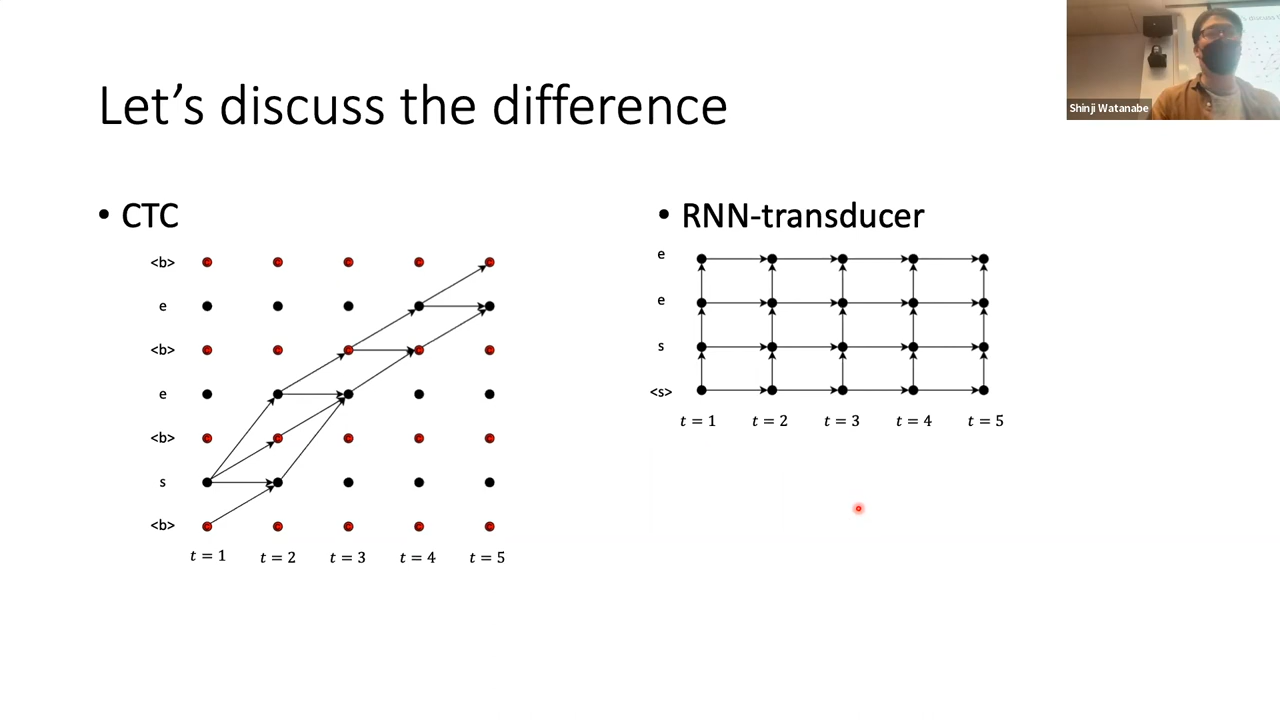 Let's discuss the difference
Shinji Watanabe
• CTC
<b>
e
<b>
e
<b>
s
<b>
t = 1 t = 2 t = 3 t = 4 t = 5
• RNN-transducer
e
e
s
<s>
t = 1 t = 2 t = 3 t = 4 t = 5